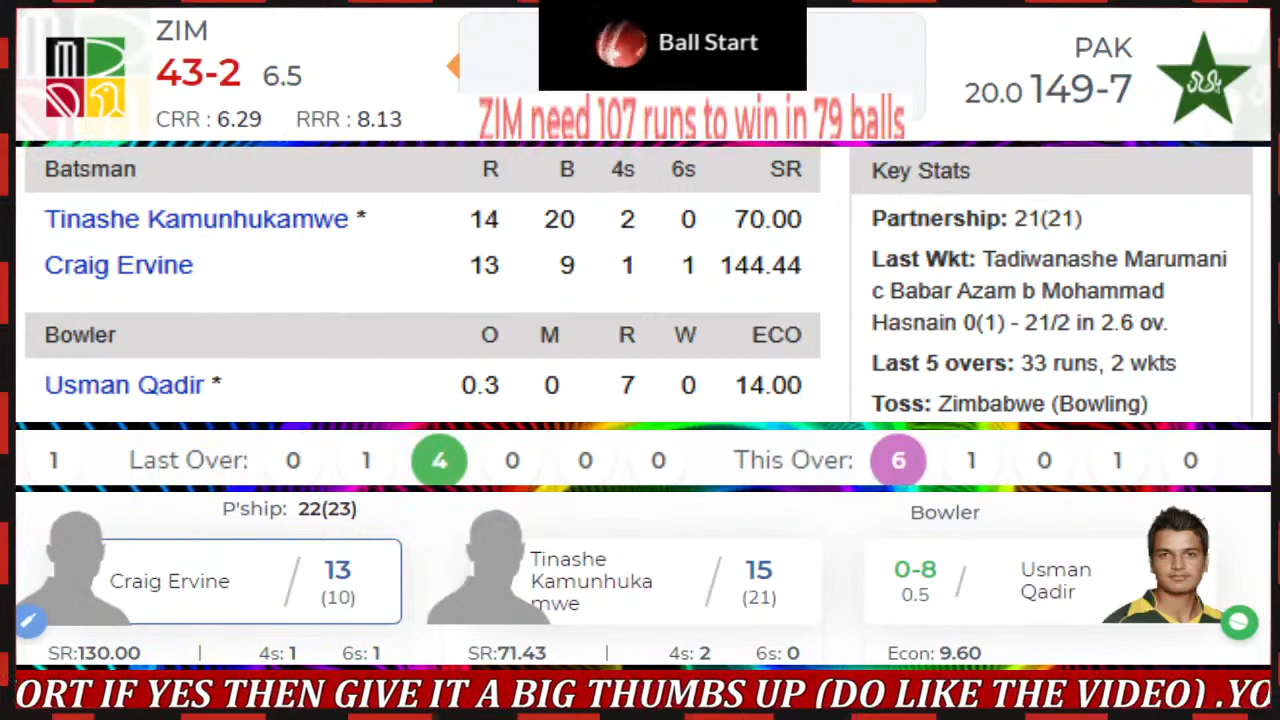 ZIM
43-2 6.5
CRR : 6.29 RRR : 8.13
Ball Start
ZIM need 107 runs to win in 79 balls
PAK
20.0 149-7
Batsman R B 4s 6s SR
Tinashe Kamunhukamwe * 14 20 2 0 70.00
Craig Ervine 13 9 1 1 144.44
Bowler O M R W ECO
Usman Qadir * 0.3 0 7 0 14.00
Key Stats
Partnership: 21(21)
Last Wkt: Tadiwanashe Marumani
c Babar Azam b Mohammad
Hasnain 0(1) - 21/2 in 2.6 ov.
Last 5 overs: 33 runs, 2 wkts
Toss: Zimbabwe (Bowling)
1 Last Over: 0 1 4 0 0 0 This Over: 6 1 0 1 0
P'ship: 22(23)
Craig Ervine / 13
(10)
SR:130.00 | 4s: 1 6s: 1
Tinashe
Kamunhuka
mwe / 15
(21)
SR:71.43 | 4s: 2 6s: 0
Bowler
0-8 / Usman
0.5 Qadir
Econ: 9.60
ORT IF YES THEN GIVE IT A BIG THUMBS UP (DO LIKE THE VIDEO) .YO